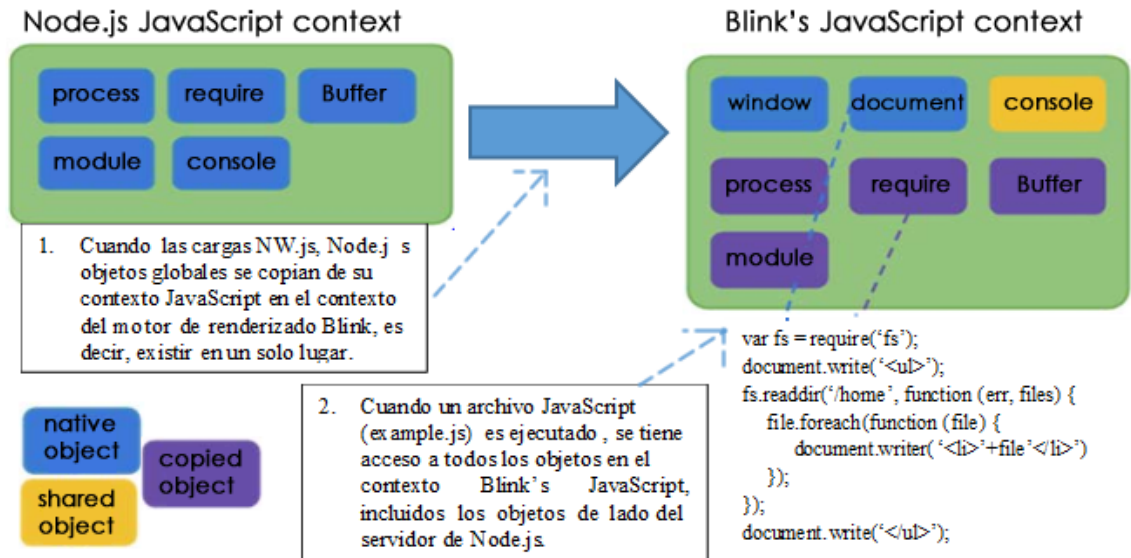 Node.js JavaScript context
process
require
Buffer
module
console
Blink's JavaScript context
window
document
console
process
require
Buffer
module
1. Cuando las cargas NW.js, Node.j s
objetos globales se copian de su
contexto JavaScript en el contexto
del motor de renderizado Blink, es
decir, existir en un solo lugar.
native
object
copied
object
shared
object
2. Cuando un archivo JavaScript
(example.js) es ejecutado , se tiene
acceso a todos los objetos en el
contexto Blink's JavaScript,
incluidos los objetos de lado del
servidor de Node.js.
var fs = require(‘fs’);
document.write(‘<ul>’);
fs.readdir(‘/home’, function (err, files) {
file.foreach(function (file) {
document.writer( ‘<li>’+file’</li>’)
});
});
document.write(‘</ul>’);